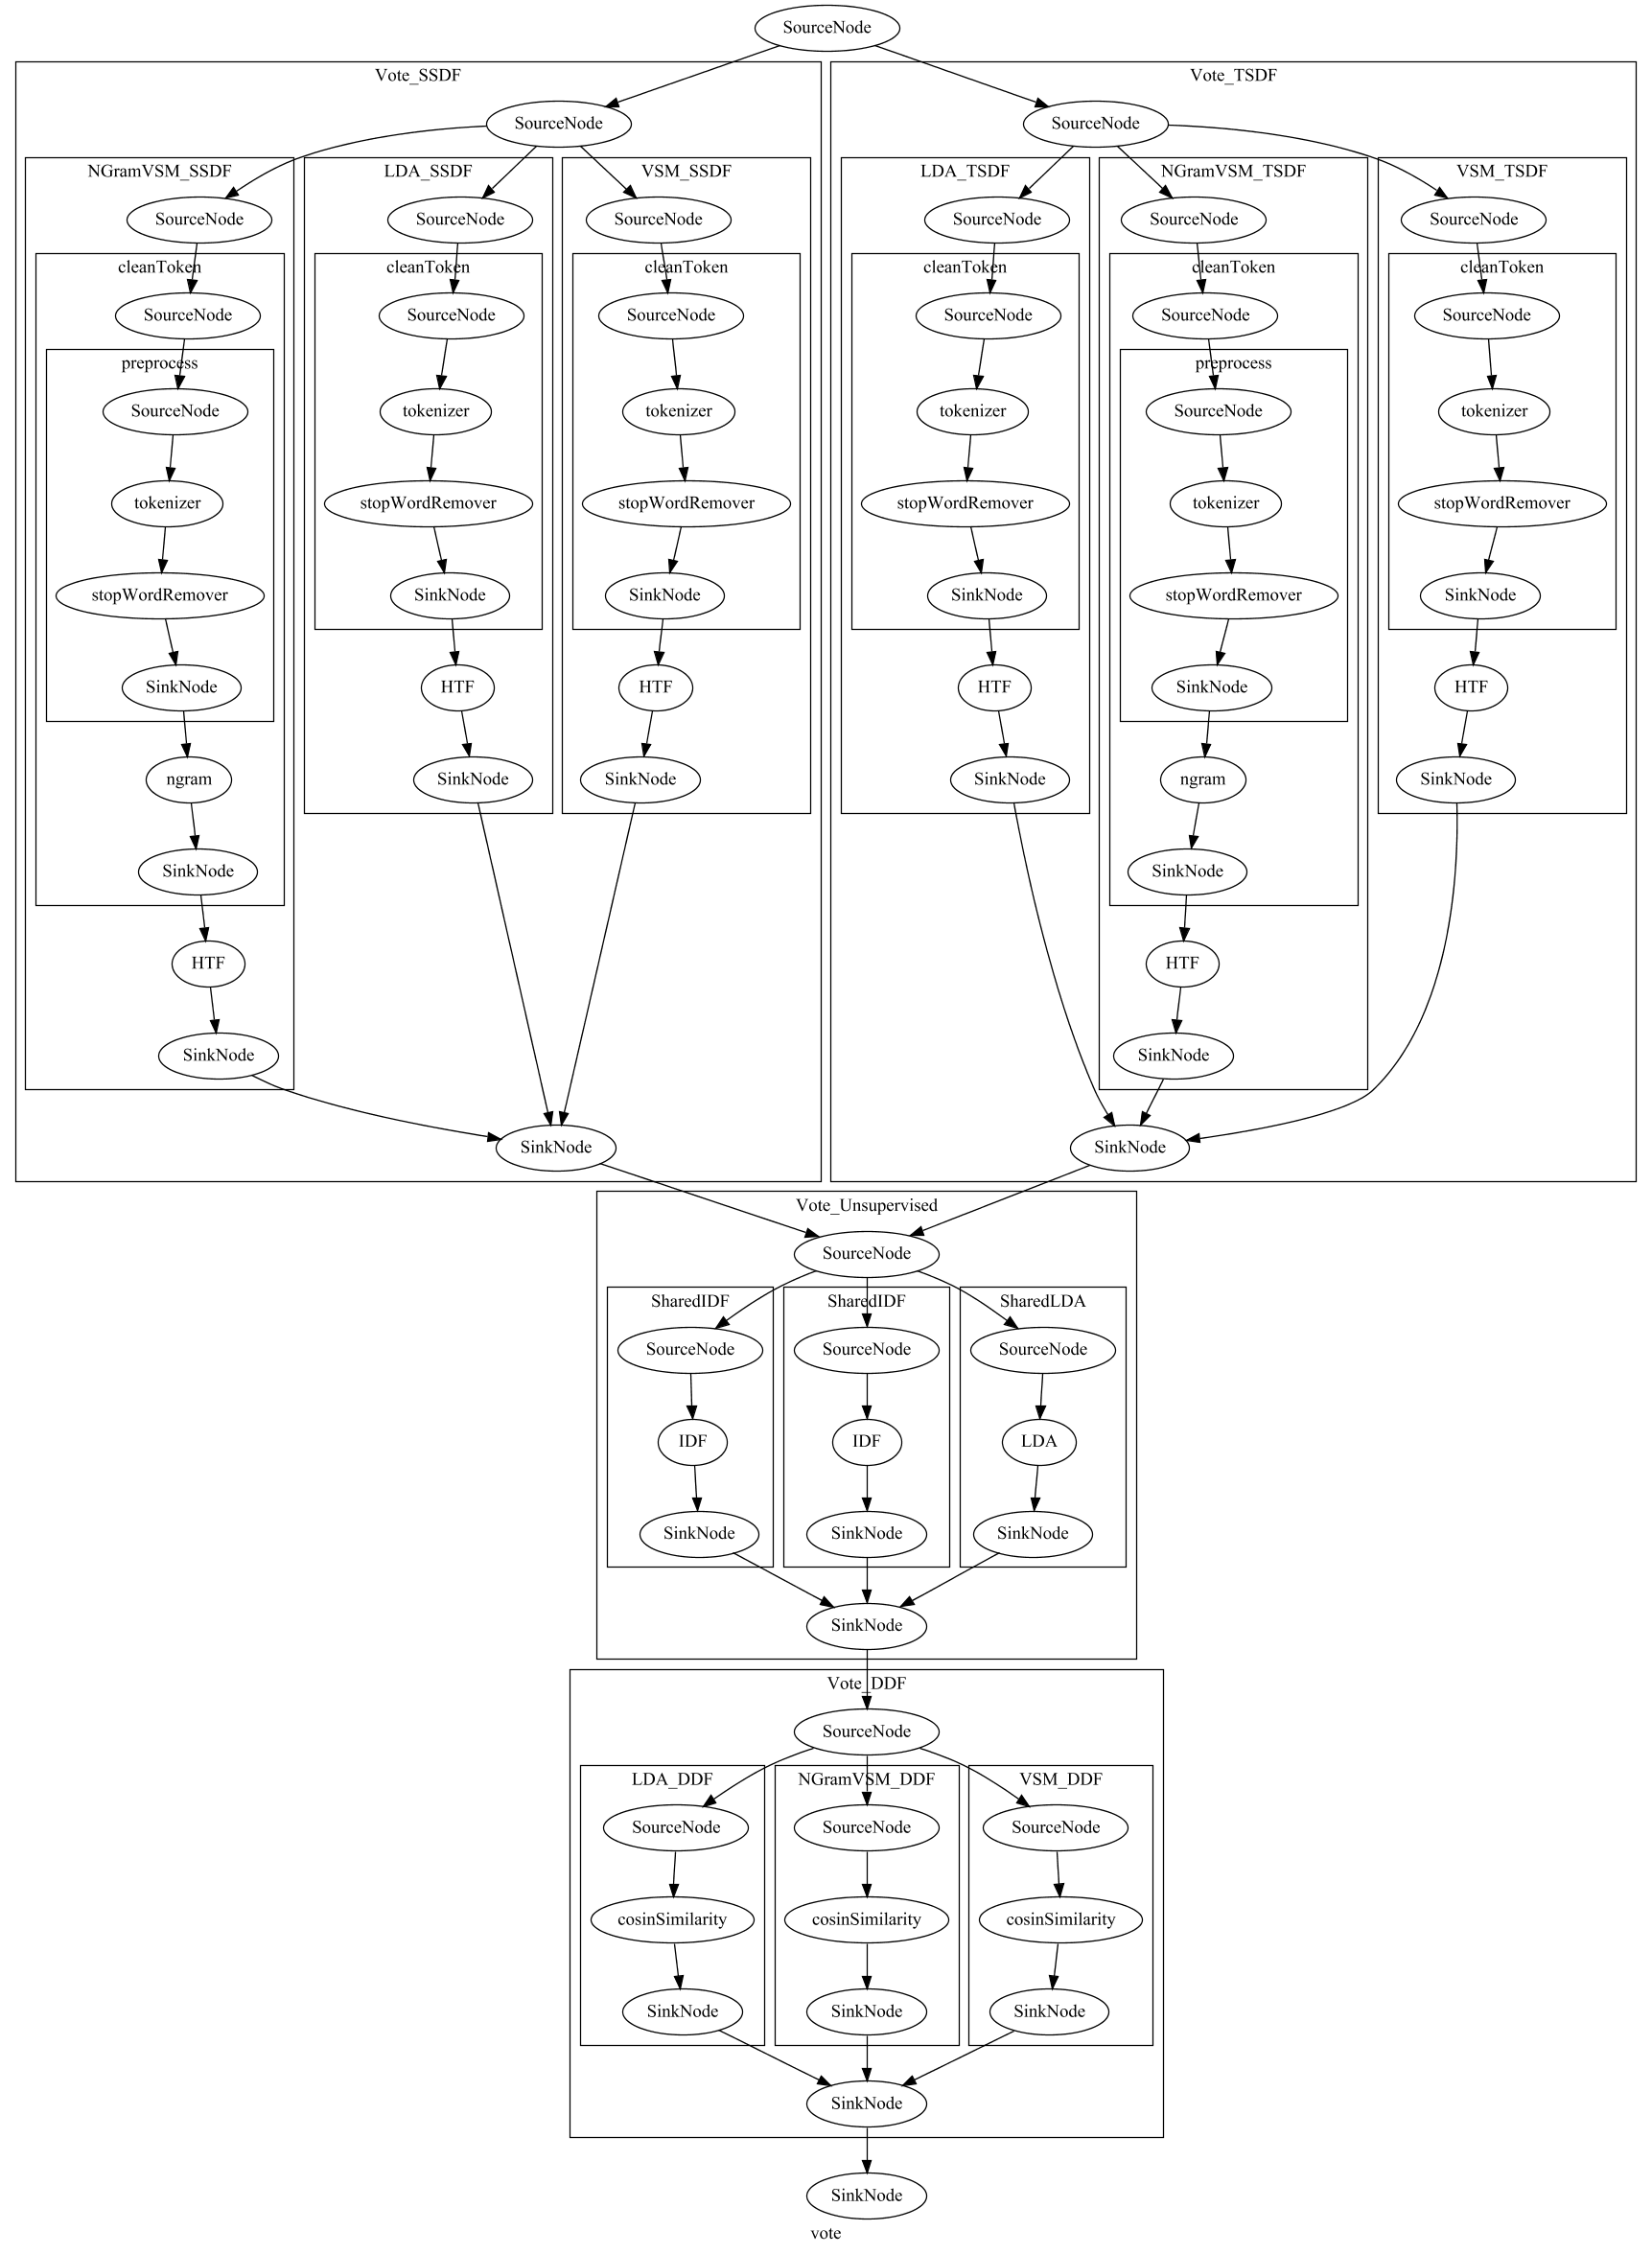 SourceNode
Vote_SSDF
Vote_TSDF
SourceNode
SourceNode
NGramVSM_SSDF
LDA_SSDF
VSM_SSDF
LDA_TSDF
NGramVSM_TSDF
VSM_TSDF
SourceNode
SourceNode
SourceNode
SourceNode
SourceNode
SourceNode
cleanToken
cleanToken
cleanToken
cleanToken
cleanToken
cleanToken
SourceNode
SourceNode
SourceNode
SourceNode
SourceNode
SourceNode
preprocess
preprocess
SourceNode
tokenizer
tokenizer
tokenizer
SourceNode
tokenizer
tokenizer
stopWordRemover
stopWordRemover
stopWordRemover
tokenizer
stopWordRemover
stopWordRemover
SinkNode
SinkNode
SinkNode
stopWordRemover
SinkNode
SinkNode
HTF
HTF
HTF
SinkNode
HTF
ngram
SinkNode
SinkNode
SinkNode
ngram
SinkNode
SinkNode
SinkNode
HTF
HTF
SinkNode
SinkNode
SinkNode
SinkNode
Vote_Unsupervised
SourceNode
SharedIDF
SharedIDF
SharedLDA
SourceNode
SourceNode
SourceNode
IDF
IDF
LDA
SinkNode
SinkNode
SinkNode
SinkNode
Vote_DDF
SourceNode
LDA_DDF
NGramVSM_DDF
VSM_DDF
SourceNode
SourceNode
SourceNode
cosinSimilarity
cosinSimilarity
cosinSimilarity
SinkNode
SinkNode
SinkNode
SinkNode
SinkNode
vote